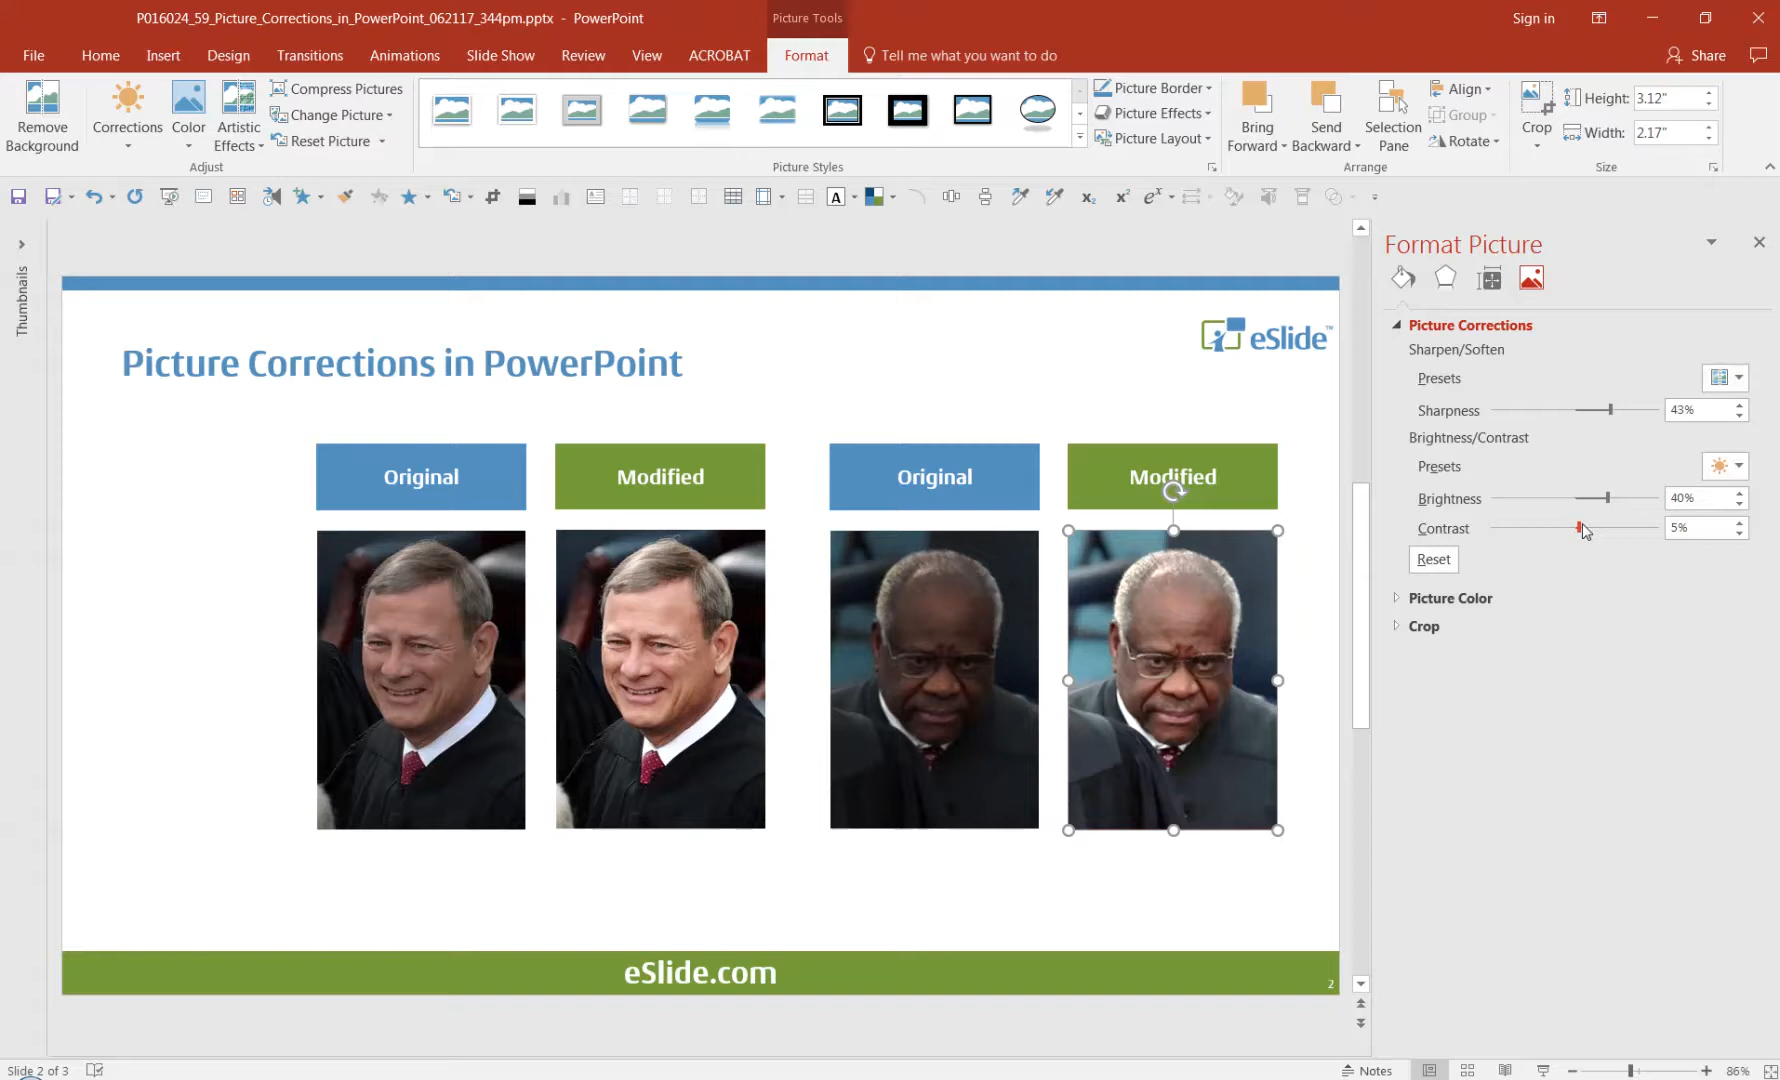 P016024_59_Picture_Corrections_in_PowerPoint_062117_344pm.pptx - PowerPoint
Picture Tools
Sign in
File Home Insert Design Transitions Animations Slide Show Review View ACROBAT Format Tell me what you want to do
Share
Remove Background
Corrections
Color
Artistic Effects
Compress Pictures
Change Picture
Reset Picture
Adjust
Picture Styles
Picture Border
Picture Effects
Picture Layout
Bring Forward
Send Backward
Selection Pane
Align
Group
Rotate
Arrange
Crop
Height: 3.12"
Width: 2.17"
Size
Thumbnails
Picture Corrections in PowerPoint
eSlide™
Original Modified Original Modified
eSlide.com
2
Format Picture
Picture Corrections
Sharpen/Soften
Presets
Sharpness 43%
Brightness/Contrast
Presets
Brightness 40%
Contrast 5%
Reset
Picture Color
Crop
Slide 2 of 3
Notes
86%